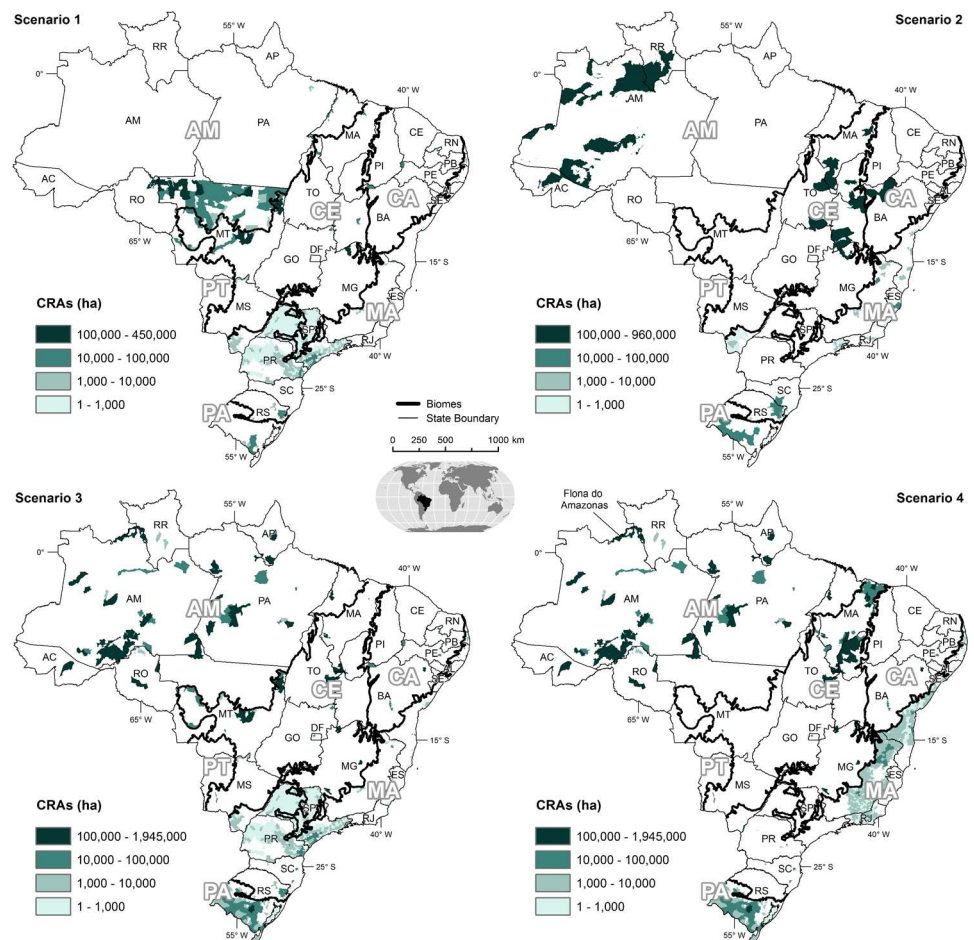 Scenario 1
55° W
RR
AP
0°
40° W
AM
AM
PA
MA
CE
RN
PB
PE
SE
PI
AC
RO
TO
CE
CA
BA
MT
65° W
DF
GO
15° S
PT
MG
MS
ES
MA
SP
RJ
40° W
PR
SC
25° S
PA
RS
55° W
CRAs (ha)
100,000 - 450,000
10,000 - 100,000
1,000 - 10,000
1 - 1,000
Scenario 2
55° W
RR
AP
0°
40° W
AM
AM
PA
MA
CE
RN
PB
PE
SE
PI
AC
RO
TO
CE
CA
BA
MT
65° W
DF
GO
15° S
PT
MG
MS
ES
MA
SP
RJ
40° W
PR
SC
25° S
PA
RS
55° W
CRAs (ha)
100,000 - 960,000
10,000 - 100,000
1,000 - 10,000
1 - 1,000
Biomes
State Boundary
0 250 500 1000 km
Scenario 3
55° W
RR
AP
0°
40° W
AM
AM
PA
MA
CE
RN
PB
PE
SE
PI
AC
RO
TO
CE
CA
BA
MT
65° W
DF
GO
15° S
PT
MG
MS
ES
MA
SP
RJ
40° W
PR
SC
25° S
PA
RS
55° W
CRAs (ha)
100,000 - 1,945,000
10,000 - 100,000
1,000 - 10,000
1 - 1,000
Scenario 4
Flona do
Amazonas
55° W
RR
AP
0°
40° W
AM
AM
PA
MA
CE
RN
PB
PE
SE
PI
AC
RO
TO
CE
CA
BA
MT
65° W
DF
GO
15° S
PT
MG
MS
ES
MA
SP
RJ
40° W
PR
SC
25° S
PA
RS
55° W
CRAs (ha)
100,000 - 1,945,000
10,000 - 100,000
1,000 - 10,000
1 - 1,000